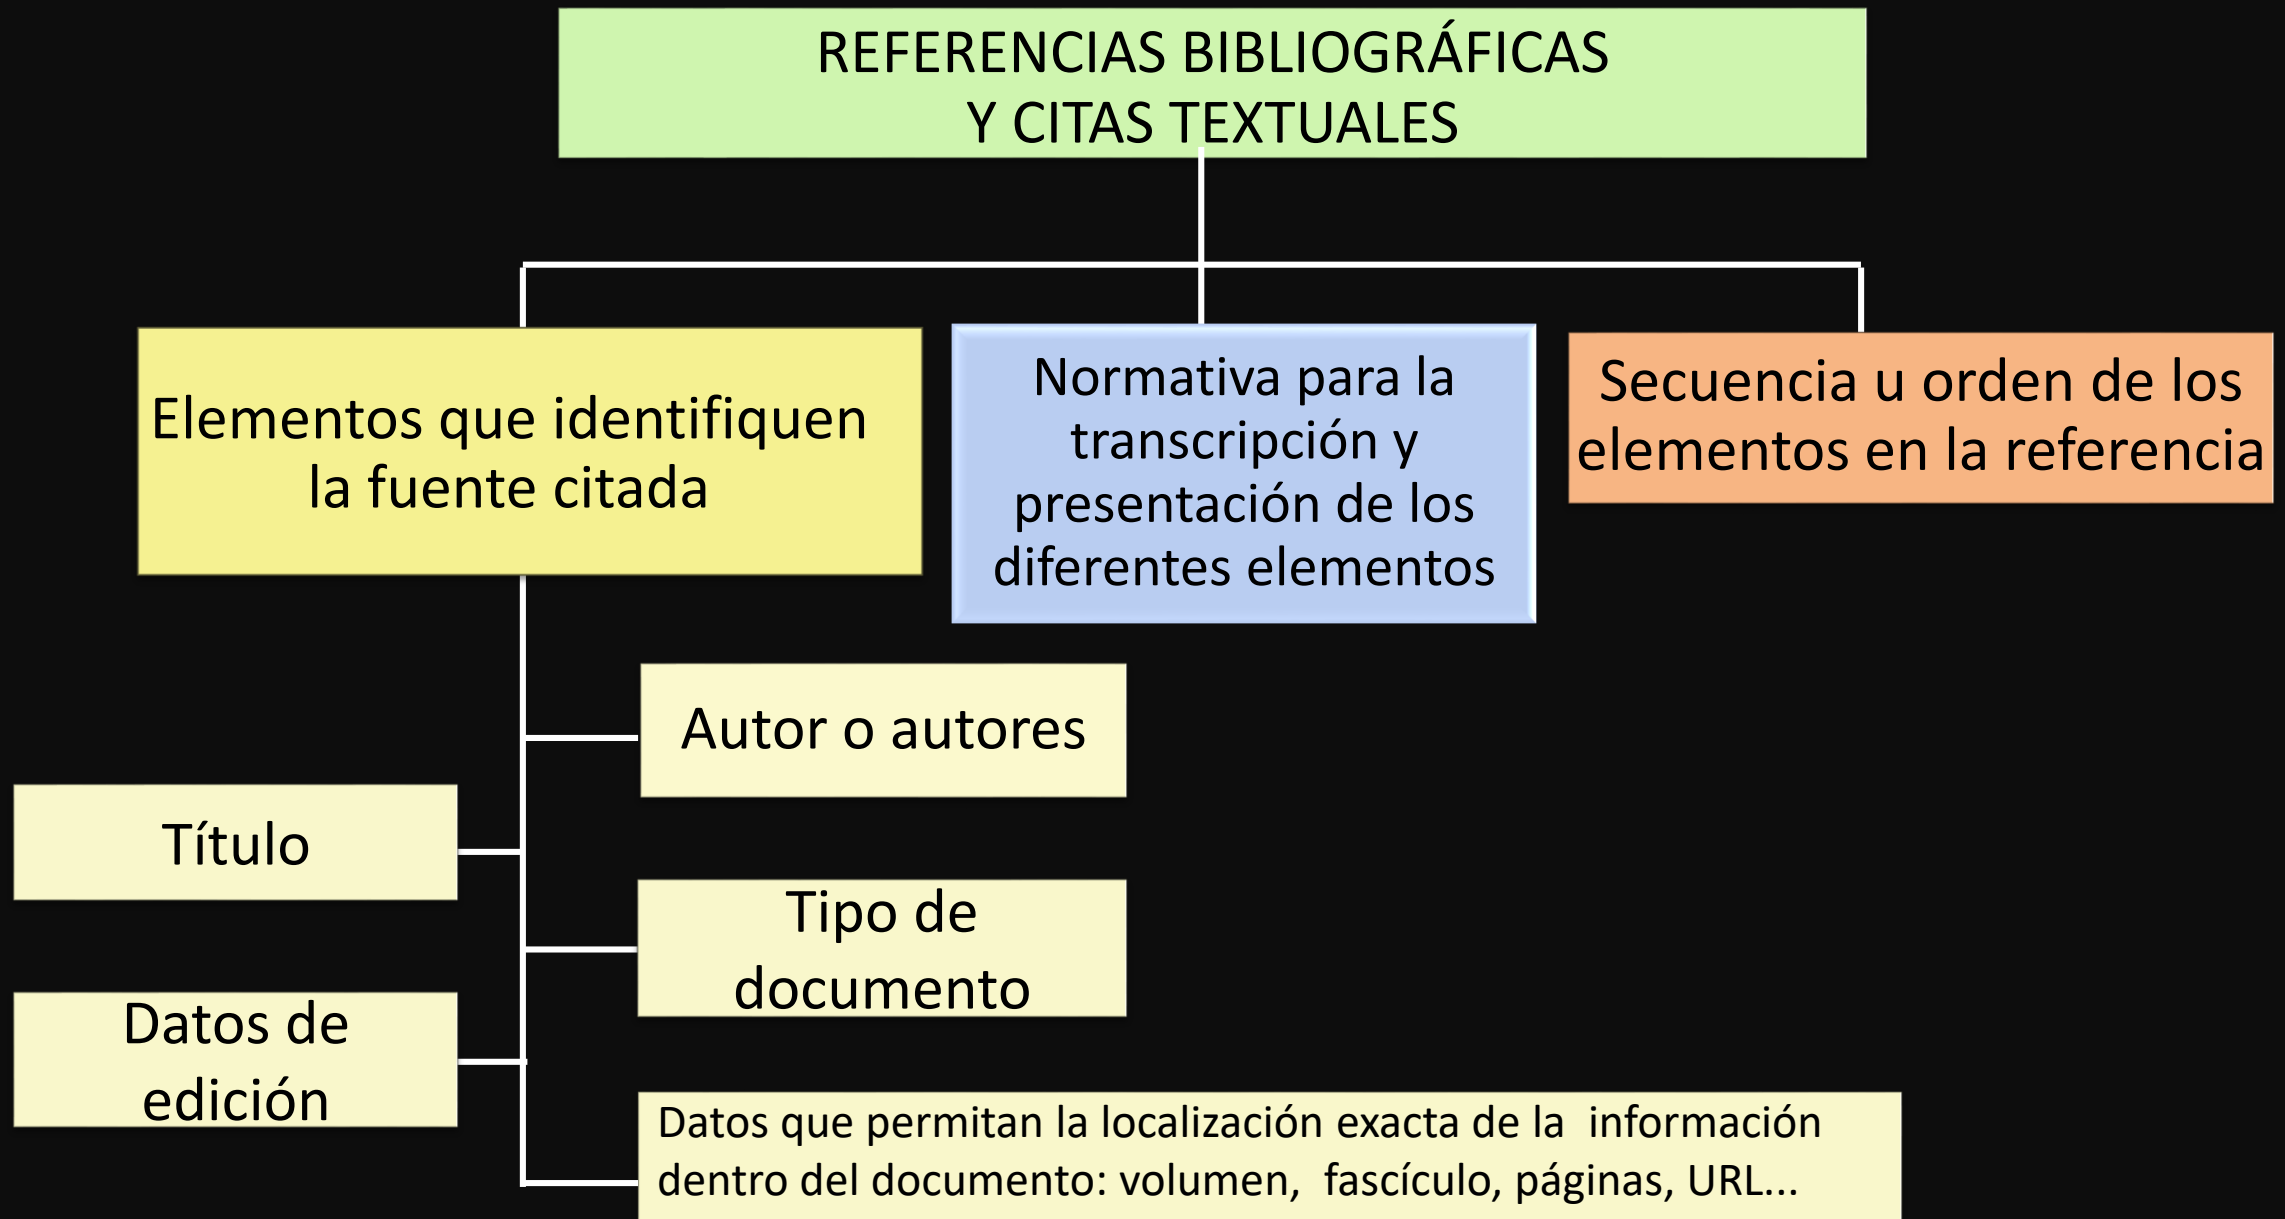 REFERENCIAS BIBLIOGRÁFICAS
Y CITAS TEXTUALES
Elementos que identifiquen
la fuente citada
Normativa para la
transcripción y
presentación de los
diferentes elementos
Secuencia u orden de los
elementos en la referencia
Autor o autores
Título
Tipo de
documento
Datos de
edición
Datos que permitan la localización exacta de la  información
dentro del documento: volumen,  fascículo, páginas, URL...